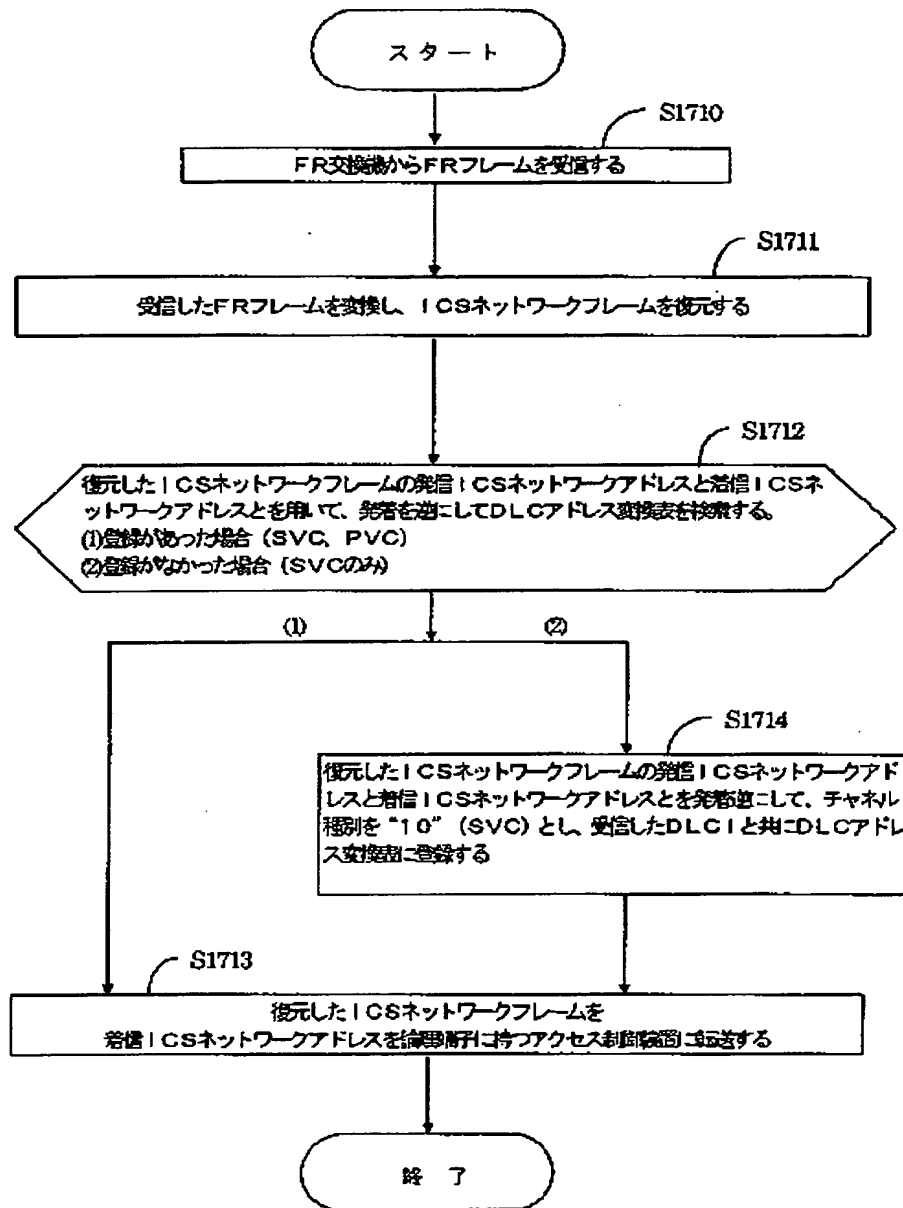 スタート
S1710
FR交換機からFRフレームを受信する
S1711
受信したFRフレームを変換し、ICSネットワークフレームを復元する
S1712
復元したICSネットワークフレームの発信ICSネットワークアドレスと着信ICSネ
ットワークアドレスとを用いて、発着を逆にしてDLCアドレス変換表を検索する。
(1)登録があった場合（SVC、PVC）
(2)登録がなかった場合（SVCのみ）
(1)
(2)
S1714
復元したICSネットワークフレームの発信ICSネットワークアド
レスと着信ICSネットワークアドレスとを発着逆にして、チャネル
種別を“10”（SVC）とし、受信したDLCIと共にDLCアドレ
ス変換表に登録する
S1713
復元したICSネットワークフレームを
着信ICSネットワークアドレスを論理端子に持つアクセス制御装置に転送する
終了